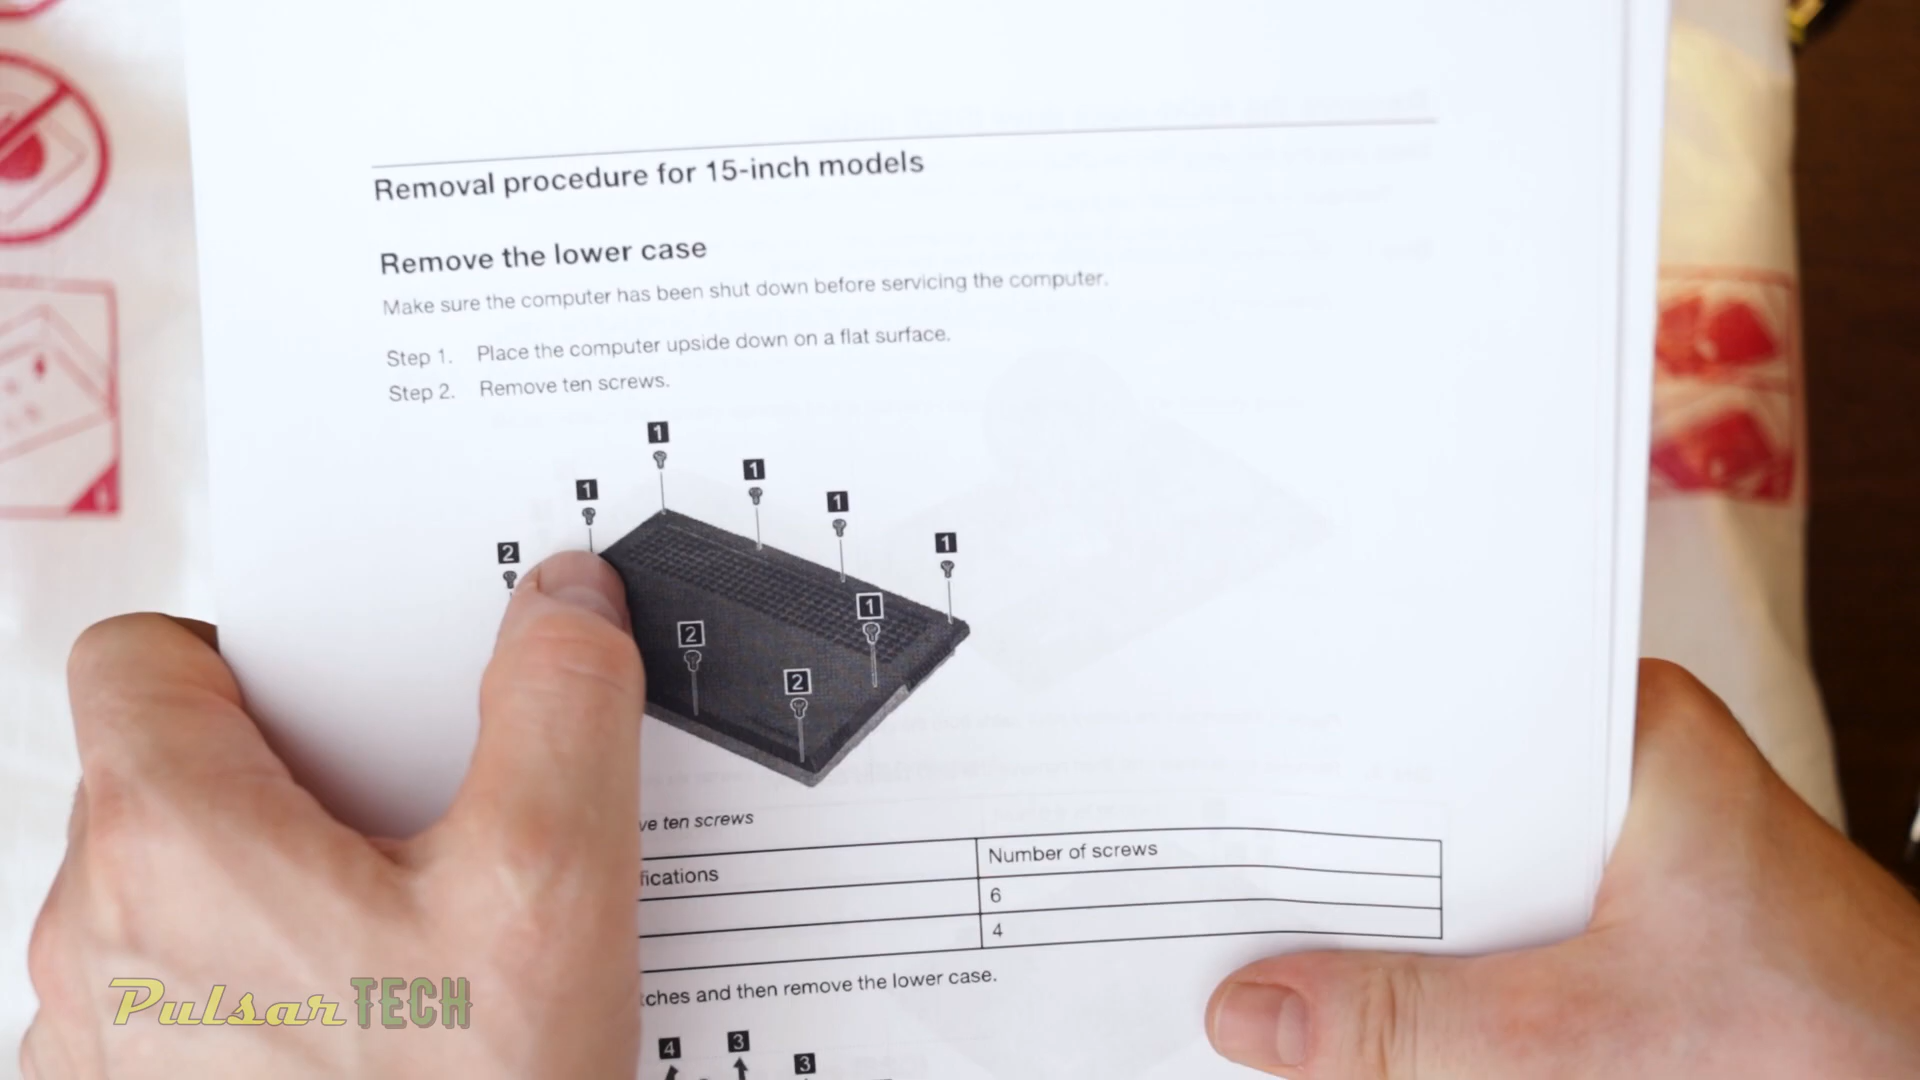 Removal procedure for 15-inch models
Remove the lower case
Make sure the computer has been shut down before servicing the computer.
Step 1. Place the computer upside down on a flat surface.
Step 2. Remove ten screws.
1
1
1
1
2
1
1
2
2
ten screws
Number of screws
6
4
and then remove the lower case.
4
3
3
PulsarTECH